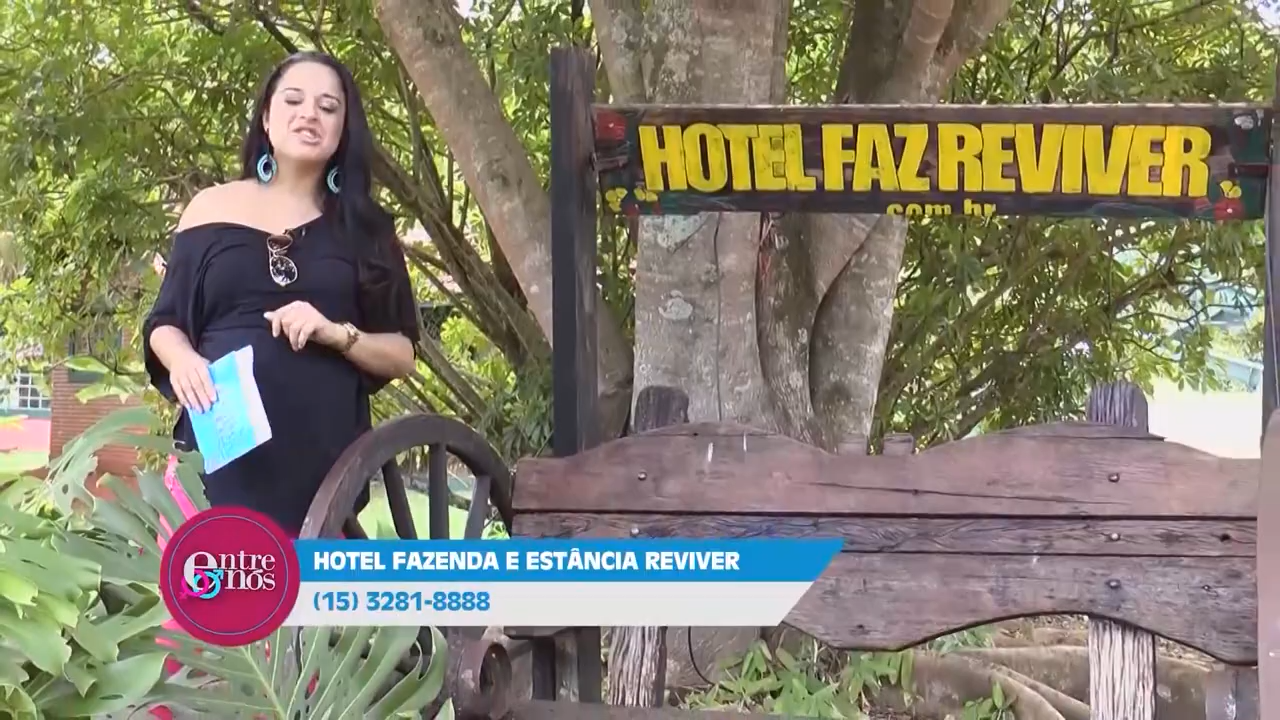 HOTEL FAZ REVIVER
.com.br
entre
nós
HOTEL FAZENDA E ESTÂNCIA REVIVER
(15) 3281-8888